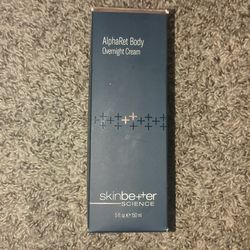 AlphaRet Body
Overnight Cream
skinbetter
SCIENCE
5 fl oz e 150 ml